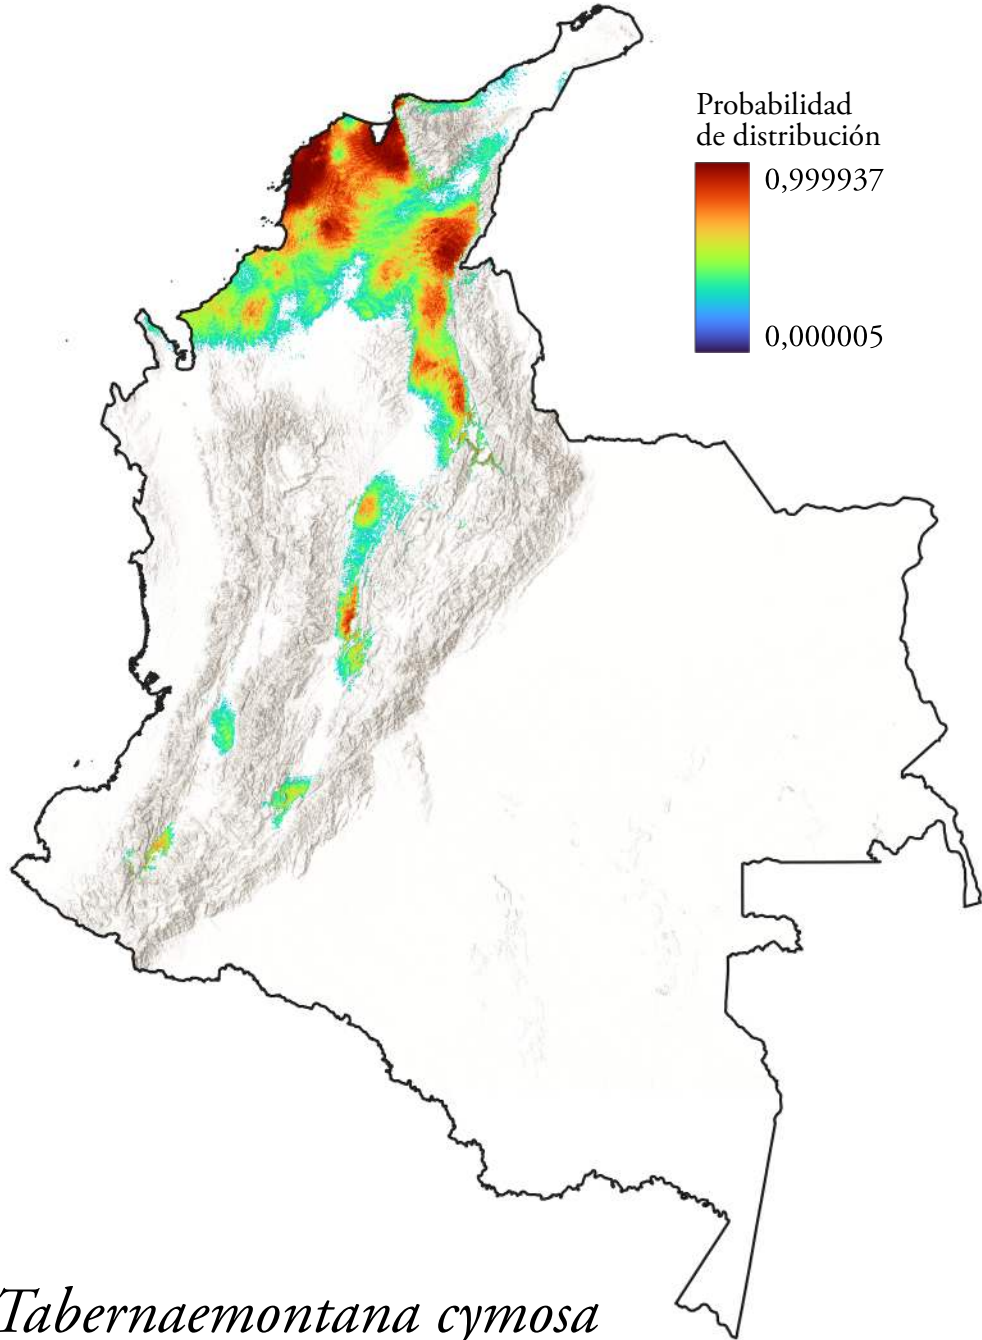 Probabilidad
de distribución
0,999937
0,000005
Tabernaemontana cymosa